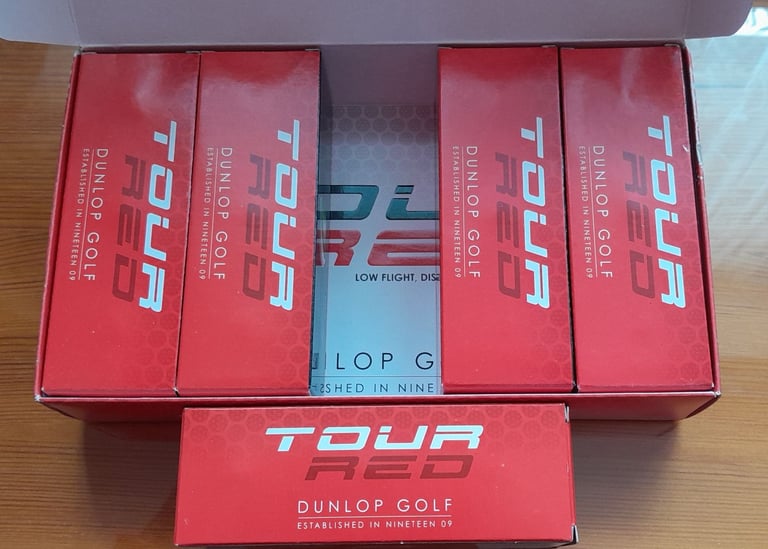 TOUR
RED
DUNLOP GOLF
ESTABLISHED IN NINETEEN 09
TOUR
RED
DUNLOP GOLF
ESTABLISHED IN NINETEEN 09
LOW FLIGHT,
TOUR
RED
DUNLOP GOLF
ESTABLISHED IN NINETEEN 09
TOUR
RED
DUNLOP GOLF
ESTABLISHED IN NINETEEN 09
TOUR
RED
DUNLOP GOLF
ESTABLISHED IN NINETEEN 09